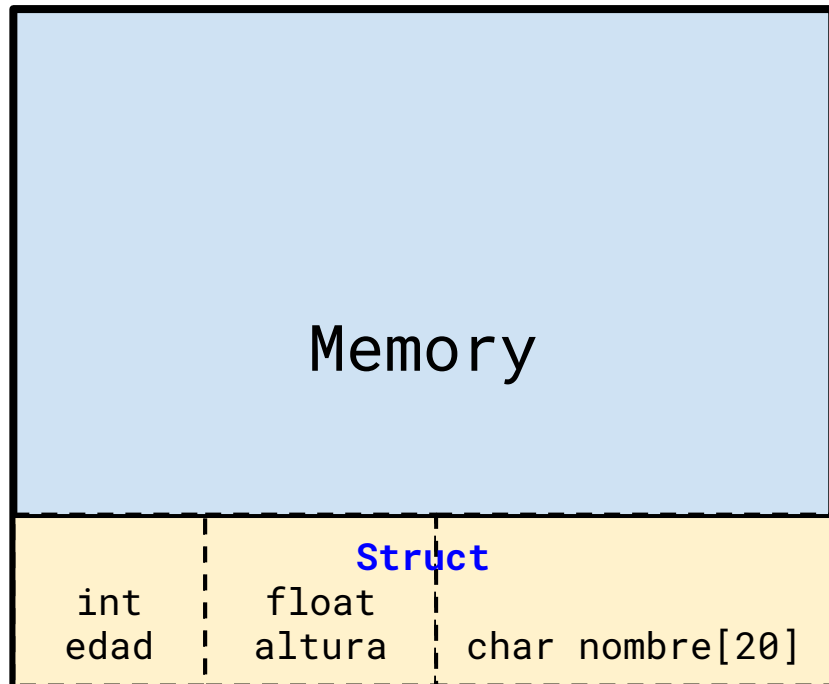 Memory
Struct
int
edad
float
altura
char nombre[20]